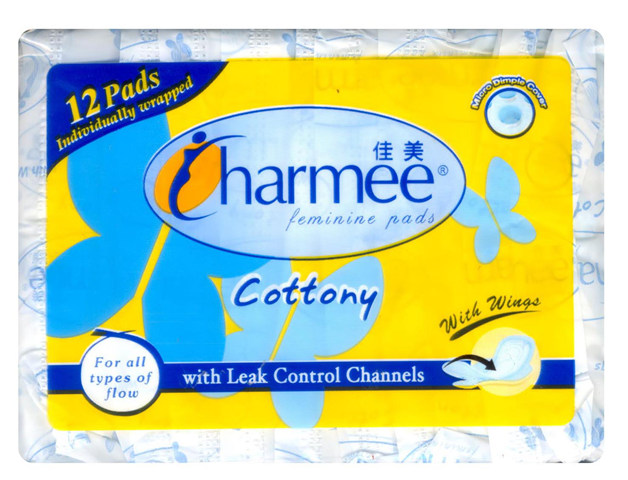 12 Pads
Individually wrapped
Micro Dimple Cover
佳美
Charmee®
feminine pads
Cottony
With Wings
For all
types of
flow
with Leak Control Channels